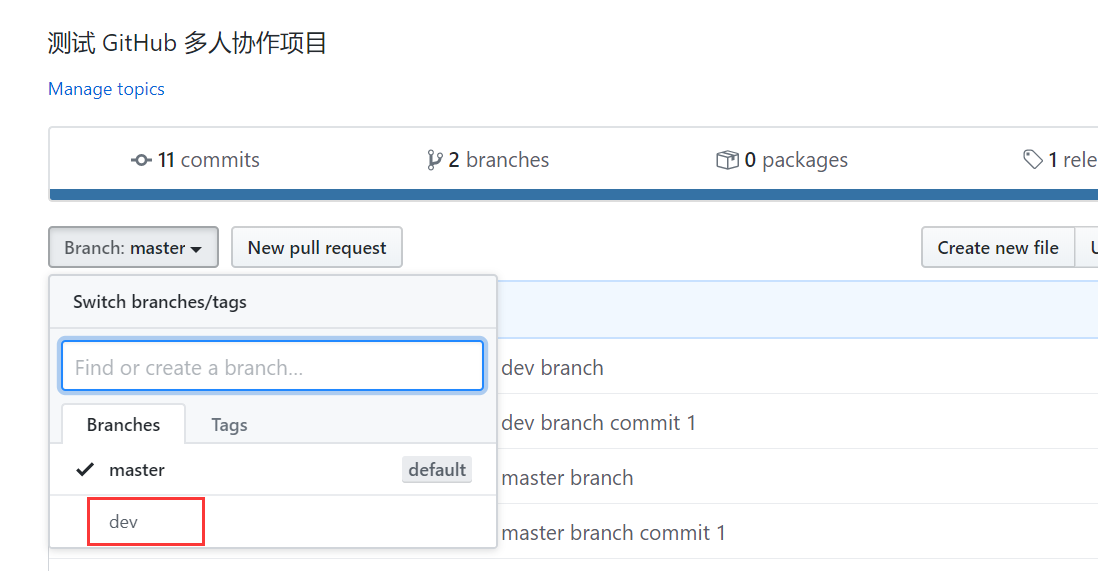 测试 GitHub 多人协作项目
Manage topics
11 commits
2 branches
0 packages
1 rele
Branch: master
New pull request
Create new file
Switch branches/tags
Find or create a branch...
Branches
Tags
master
default
dev
dev branch
dev branch commit 1
master branch
master branch commit 1